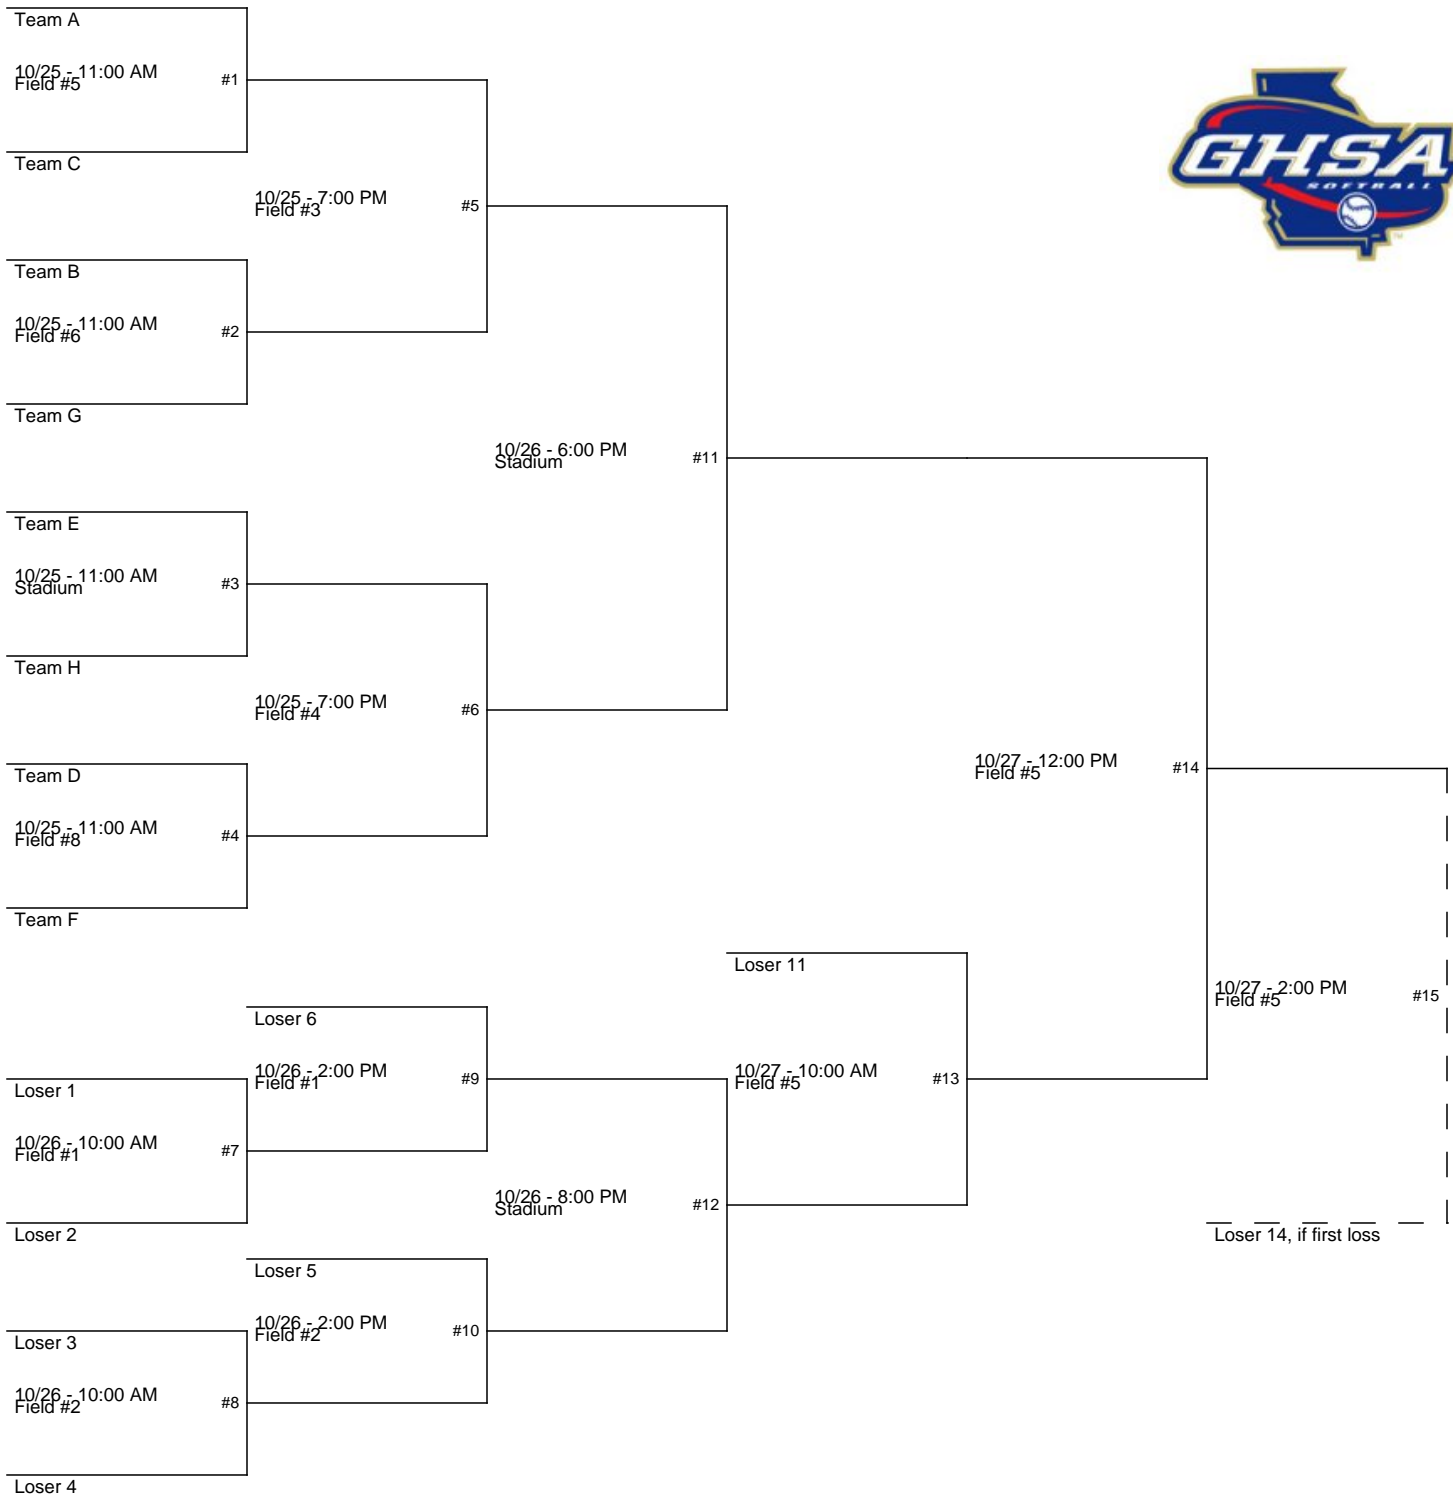 Team A
10/25 - 11:00 AM
Field #5
#1
Team C
10/25 - 7:00 PM
Field #3
#5
Team B
10/25 - 11:00 AM
Field #6
#2
Team G
10/26 - 6:00 PM
Stadium
#11
Team E
10/25 - 11:00 AM
Stadium
#3
Team H
10/25 - 7:00 PM
Field #4
#6
Team D
10/25 - 11:00 AM
Field #8
#4
Team F
10/27 - 12:00 PM
Field #5
#14
Loser 11
10/27 - 2:00 PM
Field #5
#15
Loser 6
10/26 - 2:00 PM
Field #1
#9
10/27 - 10:00 AM
Field #5
#13
Loser 1
10/26 - 10:00 AM
Field #1
#7
10/26 - 8:00 PM
Stadium
#12
Loser 2
Loser 14, if first loss
Loser 5
10/26 - 2:00 PM
Field #2
#10
Loser 3
10/26 - 10:00 AM
Field #2
#8
Loser 4
GHSA
SOFTBALL
TM